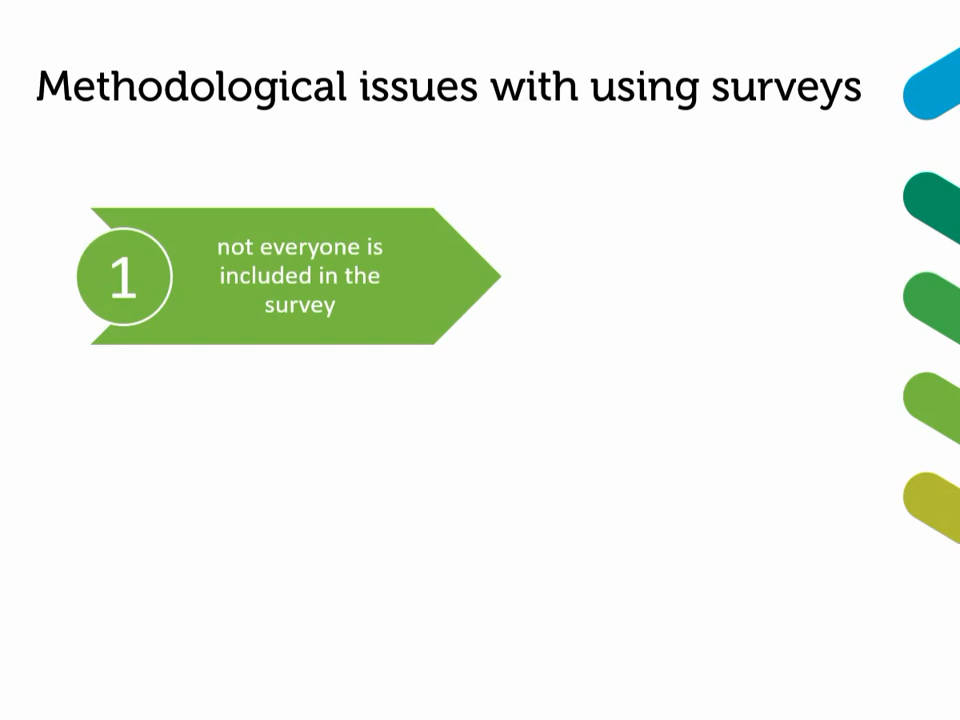 Methodological issues with using surveys
1
not everyone is
included in the
survey